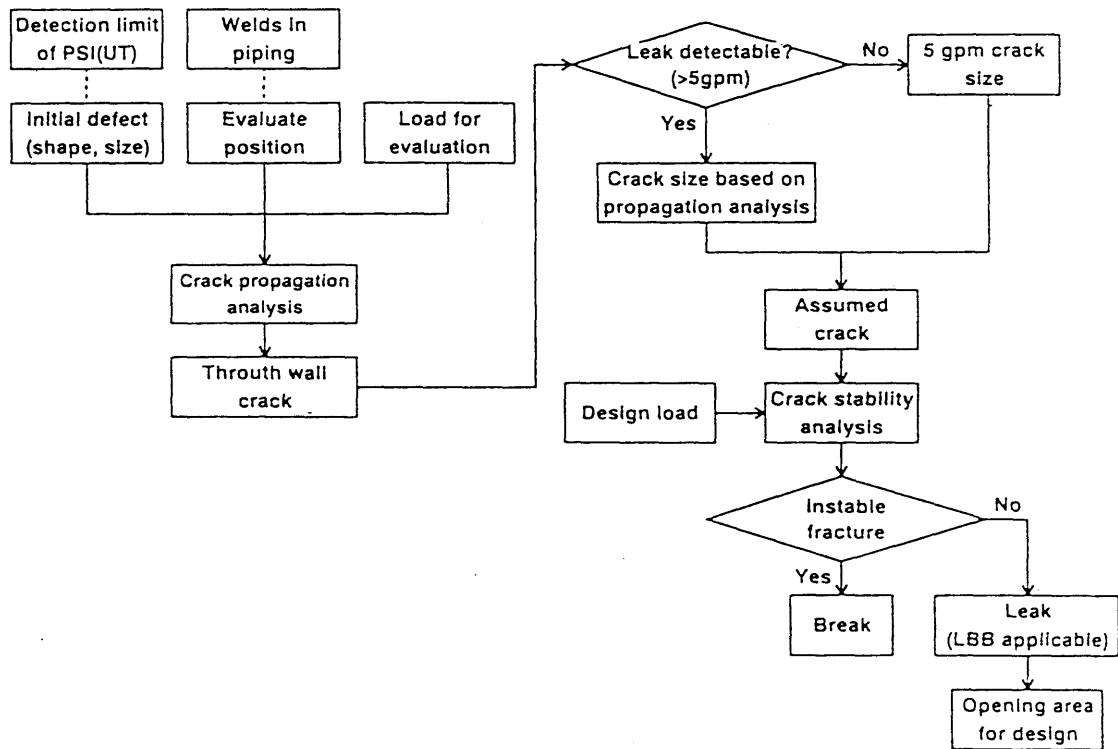 Detection limit
of PSI(UT)
Welds in
piping
Initial defect
(shape, size)
Evaluate
position
Load for
evaluation
Crack propagation
analysis
Throuth wall
crack
Leak detectable?
(>5gpm)
No
5 gpm crack
size
Yes
Crack size based on
propagation analysis
Assumed
crack
Design load
Crack stability
analysis
Instable
fracture
No
Yes
Break
Leak
(LBB applicable)
Opening area
for design